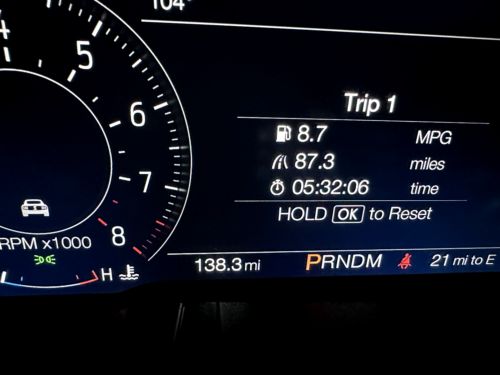 104°
4
5
Trip 1
6
8.7 MPG
87.3 miles
7
05:32:06 time
HOLD OK to Reset
RPM x1000
8
138.3 mi PRNDM 21 mi to E
H